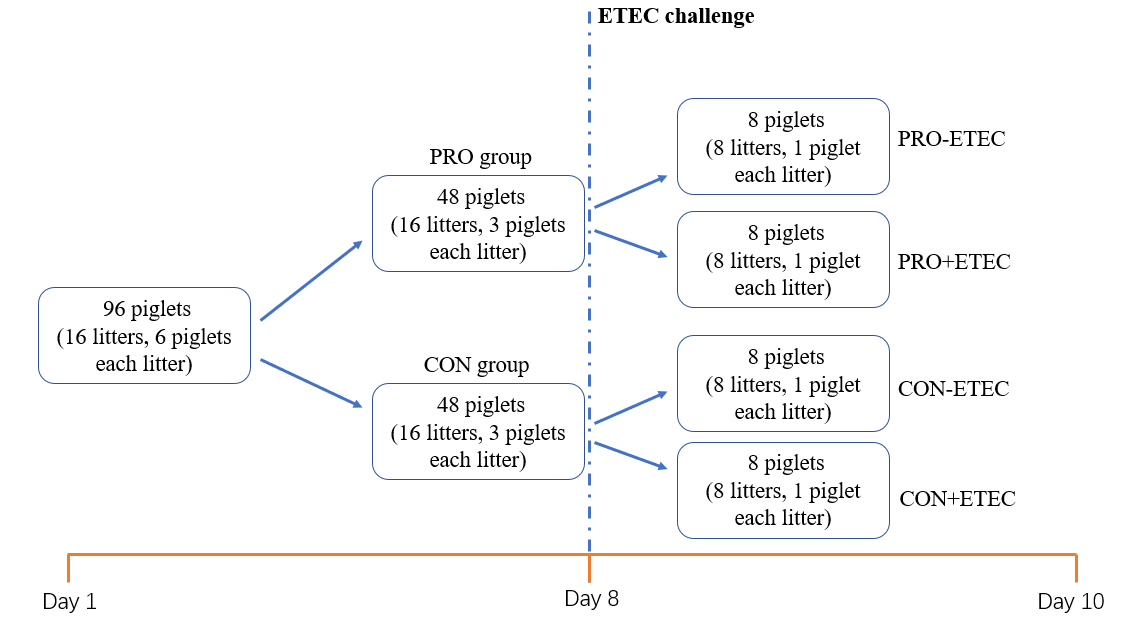 ETEC challenge
8 piglets
(8 litters, 1 piglet
each litter)
PRO-ETEC
PRO group
48 piglets
(16 litters, 3 piglets
each litter)
8 piglets
(8 litters, 1 piglet
each litter)
PRO+ETEC
96 piglets
(16 litters, 6 piglets
each litter)
CON group
48 piglets
(16 litters, 3 piglets
each litter)
8 piglets
(8 litters, 1 piglet
each litter)
CON-ETEC
8 piglets
(8 litters, 1 piglet
each litter)
CON+ETEC
Day 1
Day 8
Day 10